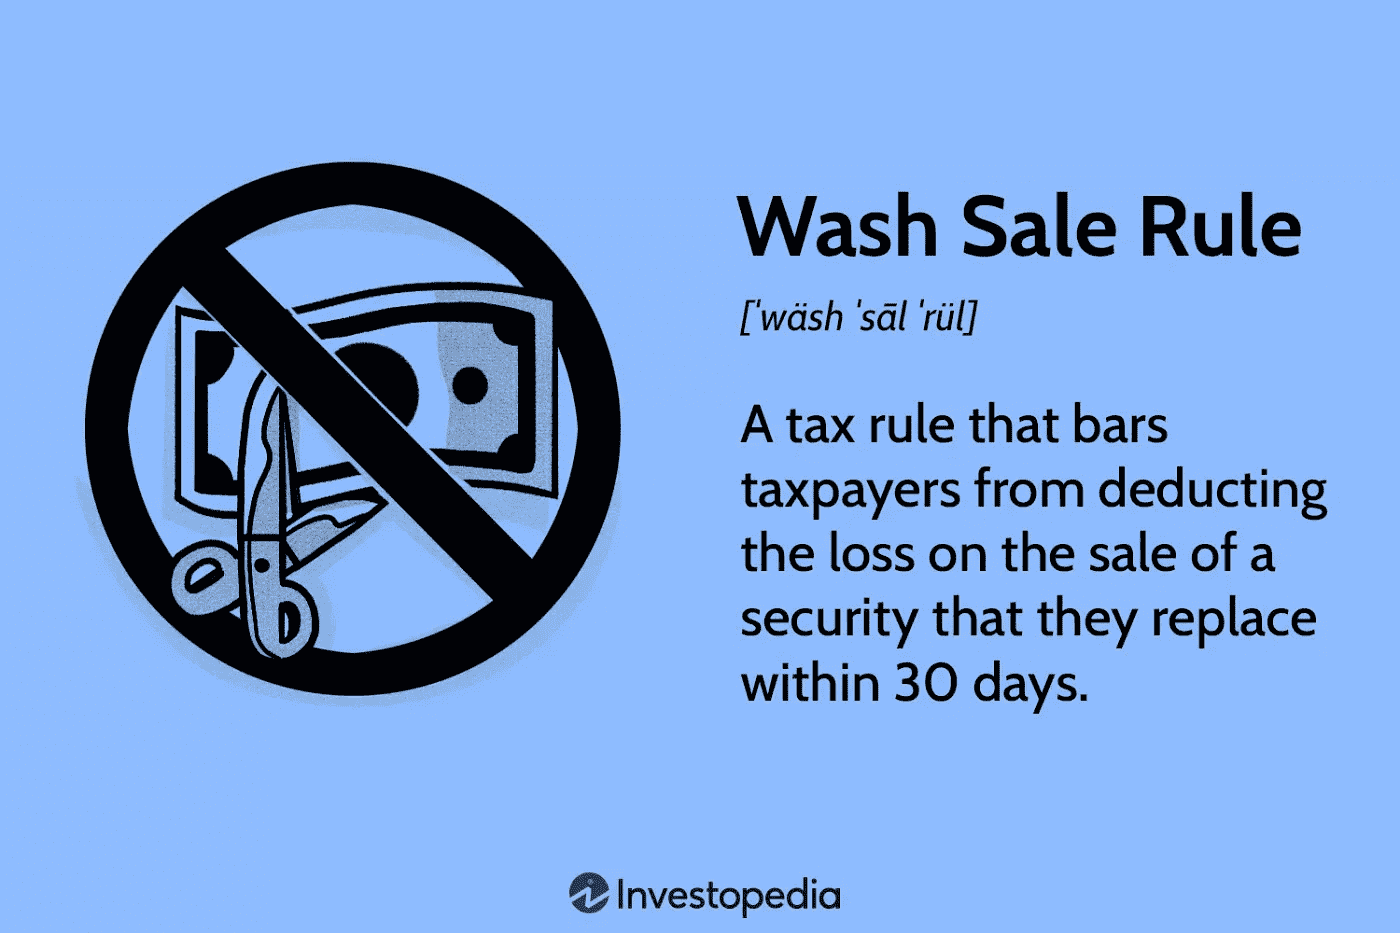 Wash Sale Rule
[ˈwäsh ˈsāl ˈrül]
A tax rule that bars
taxpayers from deducting
the loss on the sale of a
security that they replace
within 30 days.
Investopedia